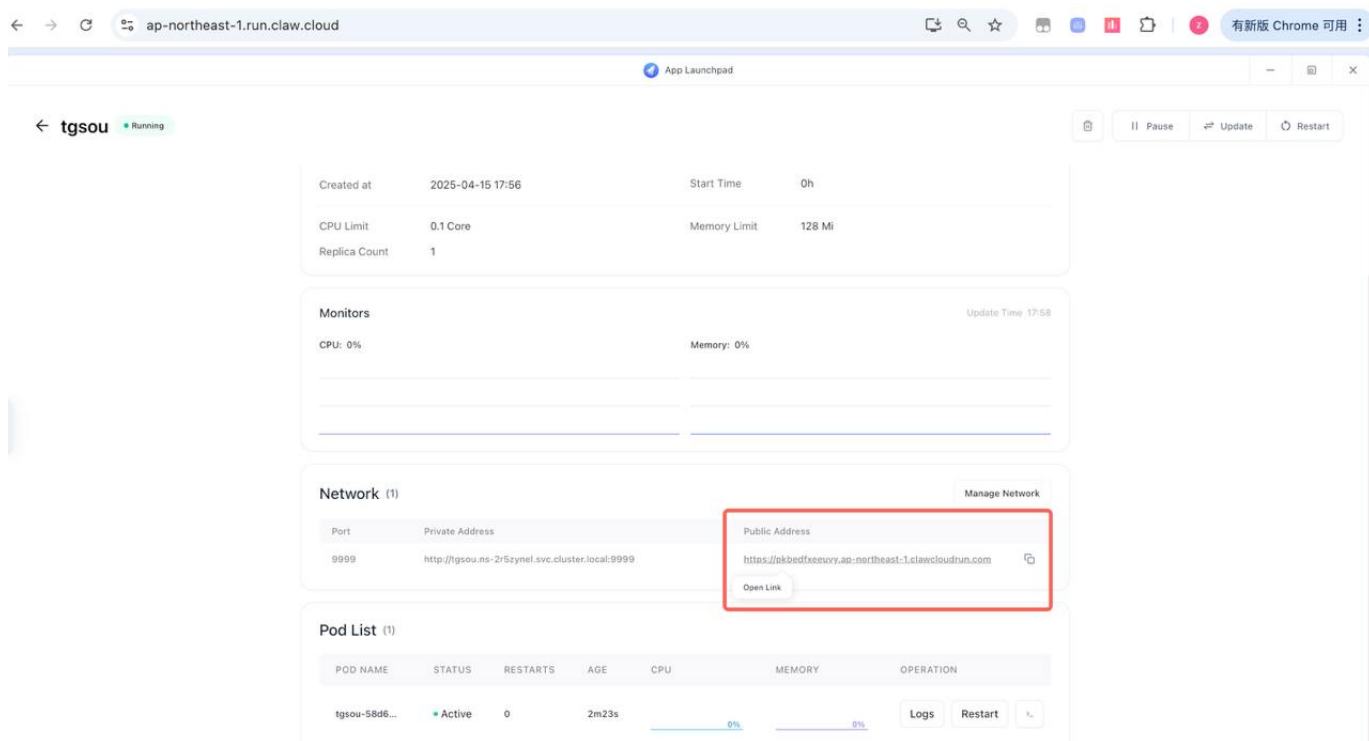 ap-northeast-1.run.claw.cloud
Z
有新版 Chrome 可用
App Launchpad
tgsou
Running
Pause
Update
Restart
Created at 2025-04-15 17:56 Start Time 0h
CPU Limit 0.1 Core Memory Limit 128 Mi
Replica Count 1
Monitors Update Time 17:58
CPU: 0% Memory: 0%
Network (1) Manage Network
Port Private Address Public Address
9999 http://tgsou.ns-2r5zynel.svc.cluster.local:9999 https://pkbedfxeeuvy.ap-northeast-1.clawcloudrun.com
Open Link
Pod List (1)
POD NAME STATUS RESTARTS AGE CPU MEMORY OPERATION
tgsou-58d6... Active 0 2m23s 0% 0% Logs Restart